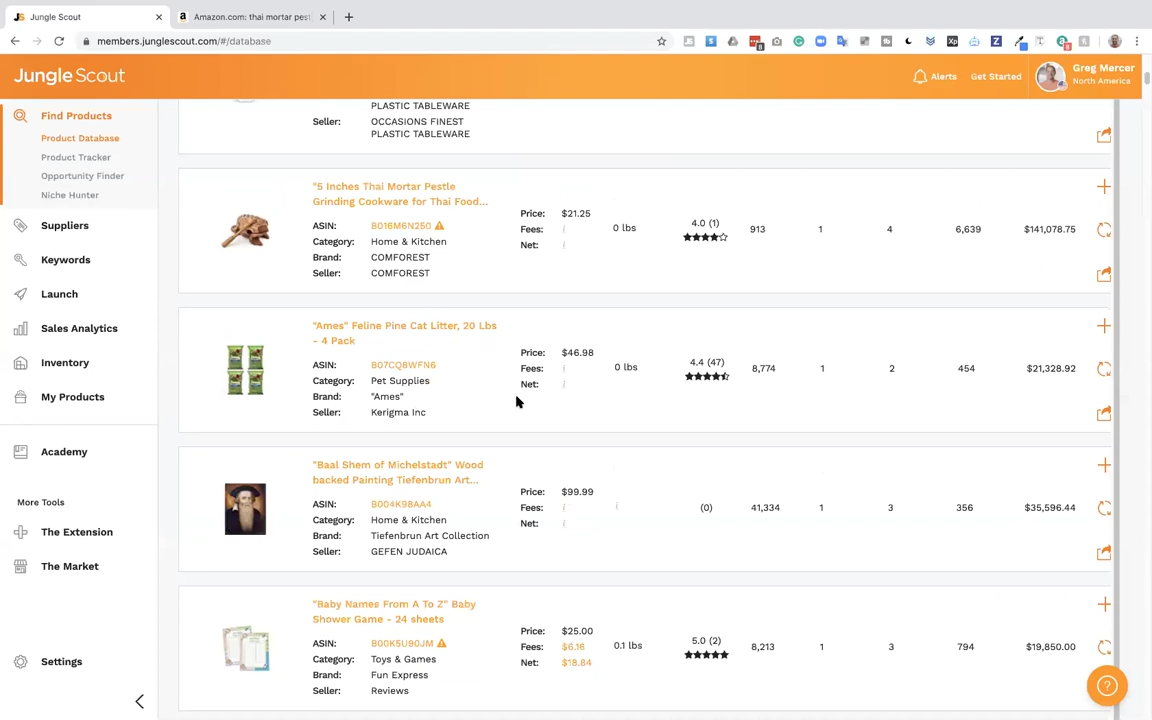 Jungle Scout
Amazon.com: thai mortar pest
members.junglescout.com/#/database
Jungle Scout
Alerts
Get Started
Greg Mercer
North America
Find Products
Product Database
Product Tracker
Opportunity Finder
Niche Hunter
Suppliers
Keywords
Launch
Sales Analytics
Inventory
My Products
Academy
More Tools
The Extension
The Market
Settings
PLASTIC TABLEWARE
Seller: OCCASIONS FINEST
PLASTIC TABLEWARE
"5 Inches Thai Mortar Pestle
Grinding Cookware for Thai Food...
ASIN: B016M6N25O
Category: Home & Kitchen
Brand: COMFOREST
Seller: COMFOREST
Price: $21.25
Fees:
Net:
0 lbs
4.0 (1)
913
1
4
6,639
$141,078.75
"Ames" Feline Pine Cat Litter, 20 Lbs
- 4 Pack
ASIN: B07CQ8WFN6
Category: Pet Supplies
Brand: "Ames"
Seller: Kerigma Inc
Price: $46.98
Fees:
Net:
0 lbs
4.4 (47)
8,774
1
2
454
$21,328.92
"Baal Shem of Michelstadt" Wood
backed Painting Tiefenbrun Art...
ASIN: B004K98AA4
Category: Home & Kitchen
Brand: Tiefenbrun Art Collection
Seller: GEFEN JUDAICA
Price: $99.99
Fees:
Net:
(0)
41,334
1
3
356
$35,596.44
"Baby Names From A To Z" Baby
Shower Game - 24 sheets
ASIN: B00K5U90JM
Category: Toys & Games
Brand: Fun Express
Seller: Reviews
Price: $25.00
Fees: $6.16
Net: $18.84
0.1 lbs
5.0 (2)
8,213
1
3
794
$19,850.00